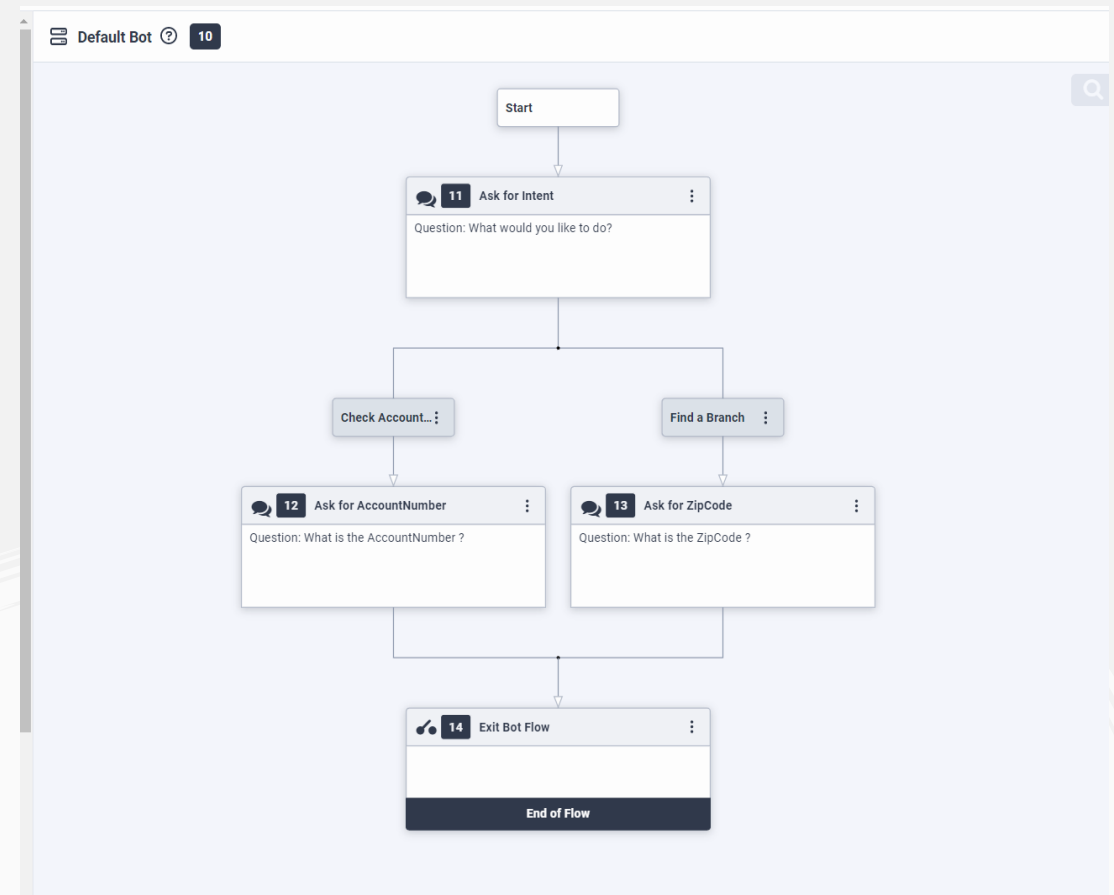 Default Bot ? 10
Start
11 Ask for Intent
Question: What would you like to do?
Check Account...
Find a Branch
12 Ask for AccountNumber
Question: What is the AccountNumber ?
13 Ask for ZipCode
Question: What is the ZipCode ?
14 Exit Bot Flow
End of Flow